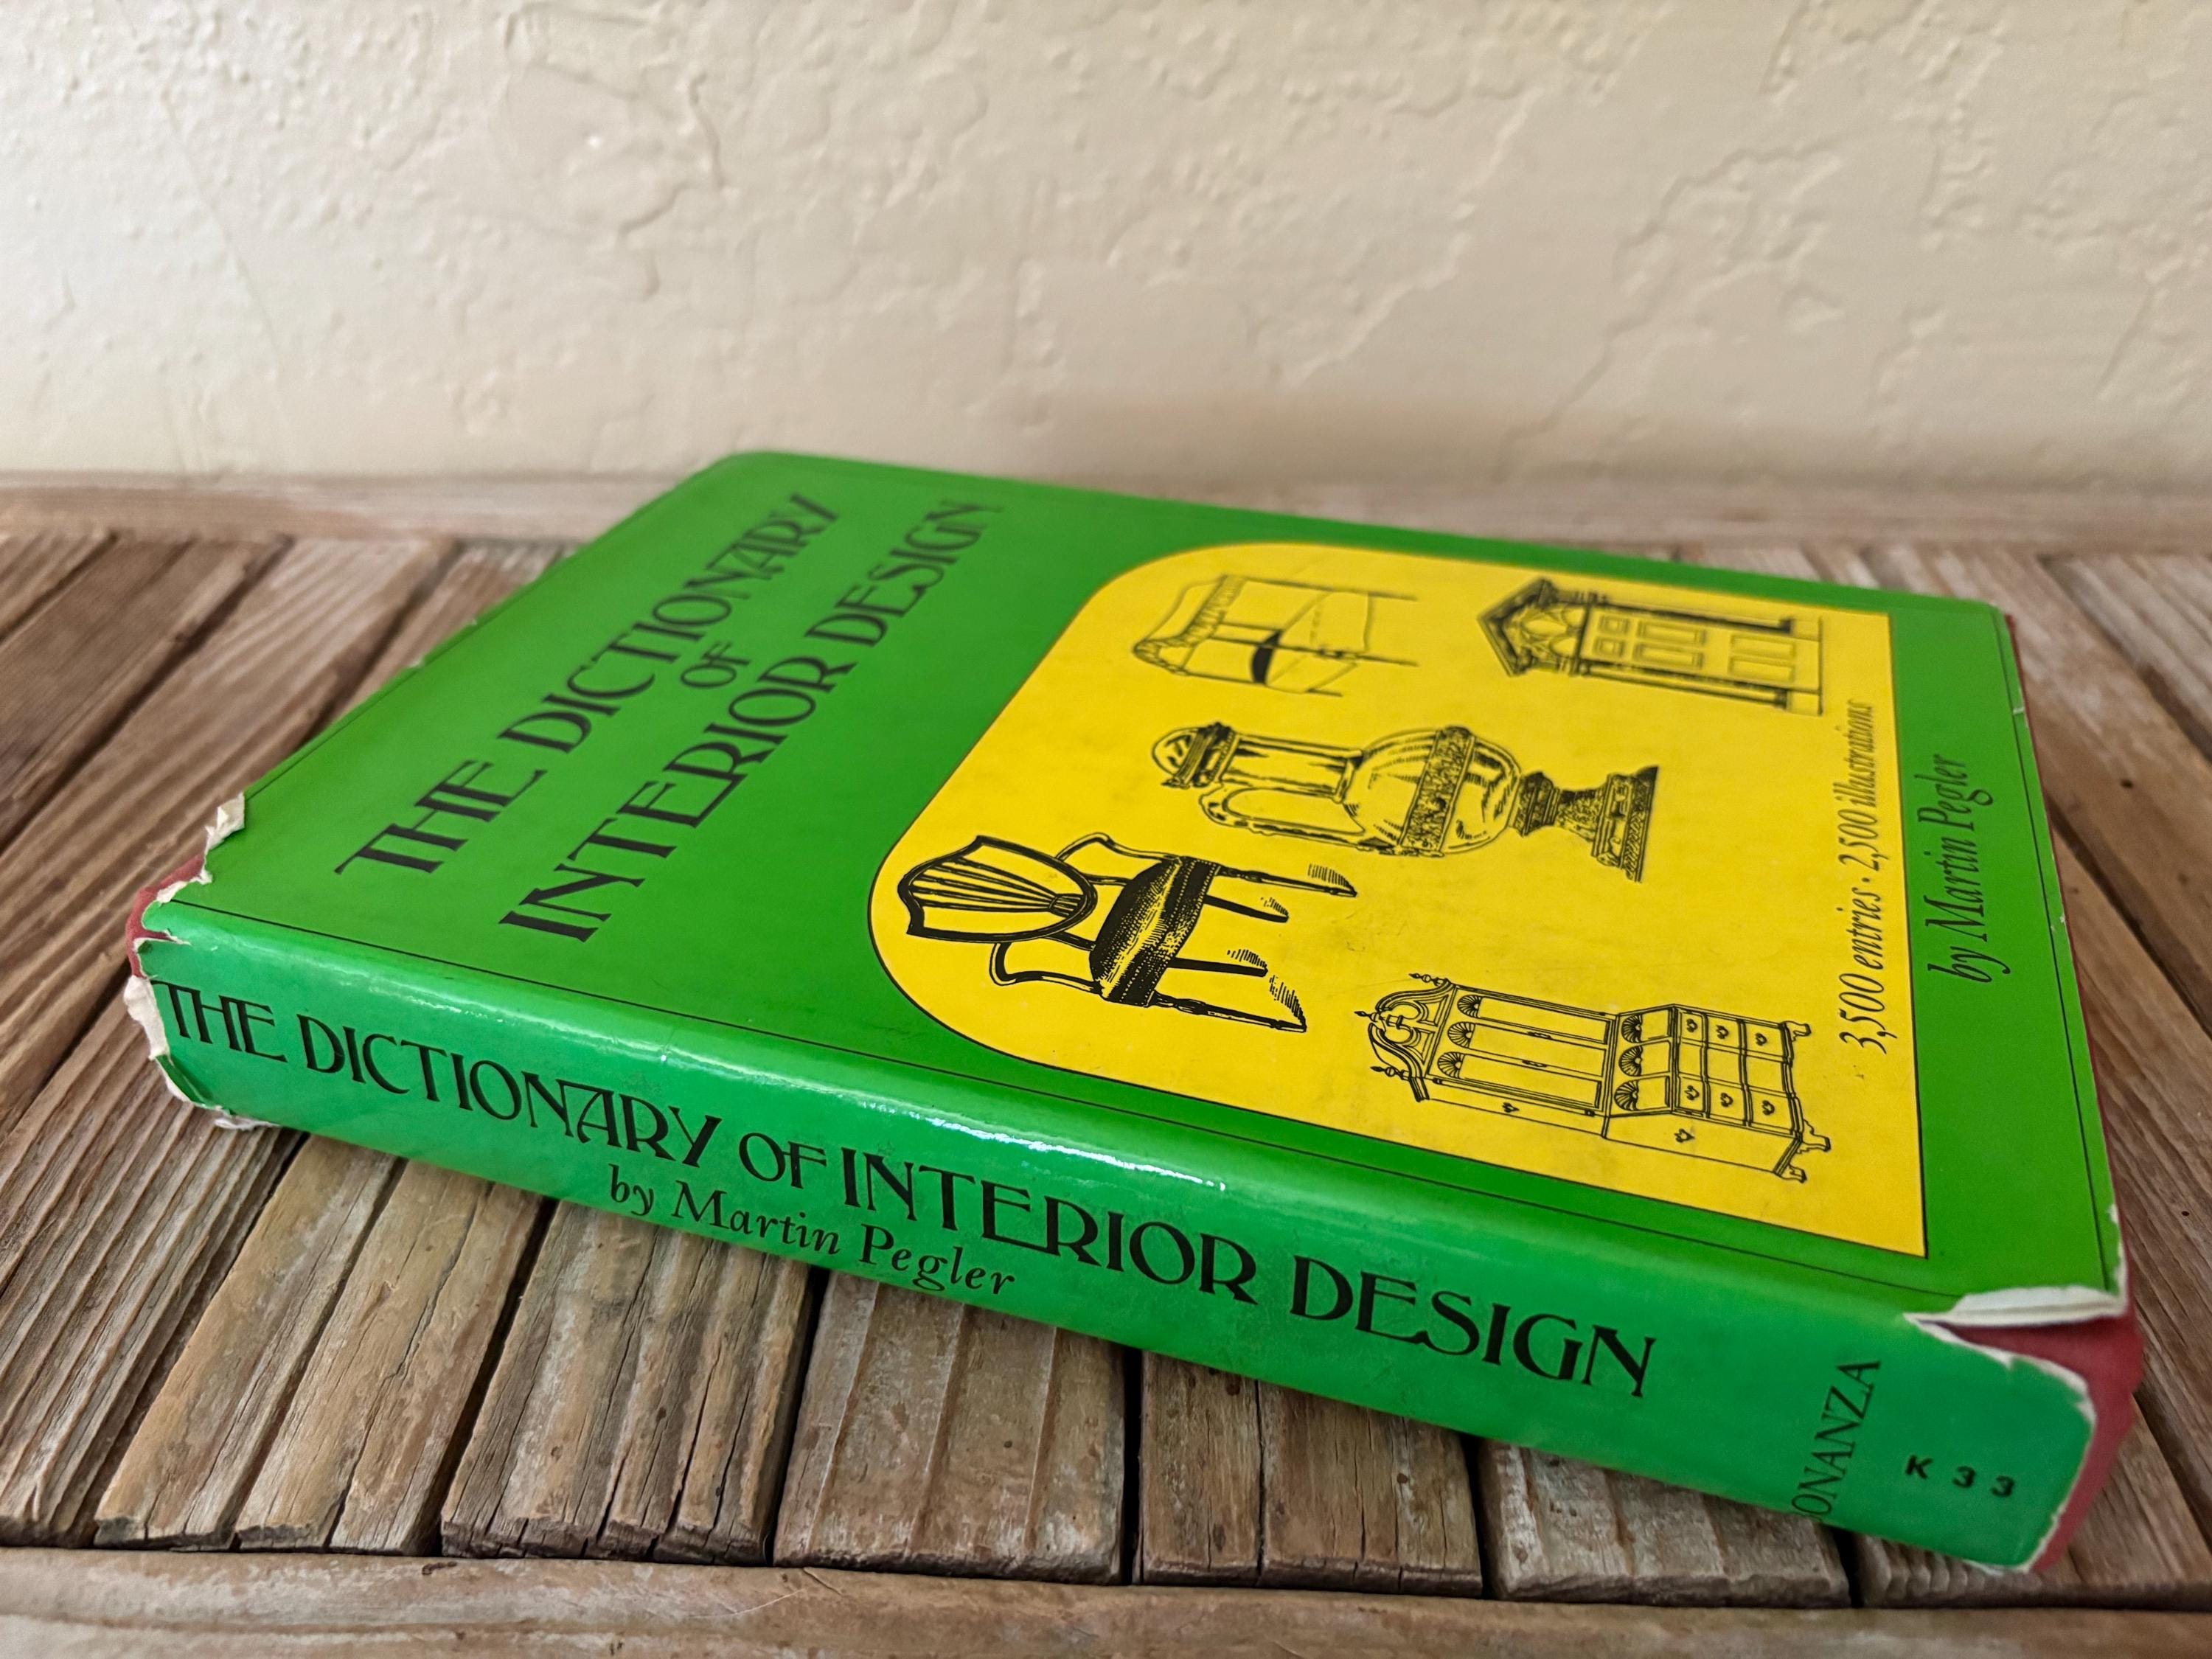 THE DICTIONARY
OF
INTERIOR DESIGN
3,500 entries · 2,500 illustrations
by Martin Pegler
THE DICTIONARY OF INTERIOR DESIGN
by Martin Pegler
ONANZA
K33